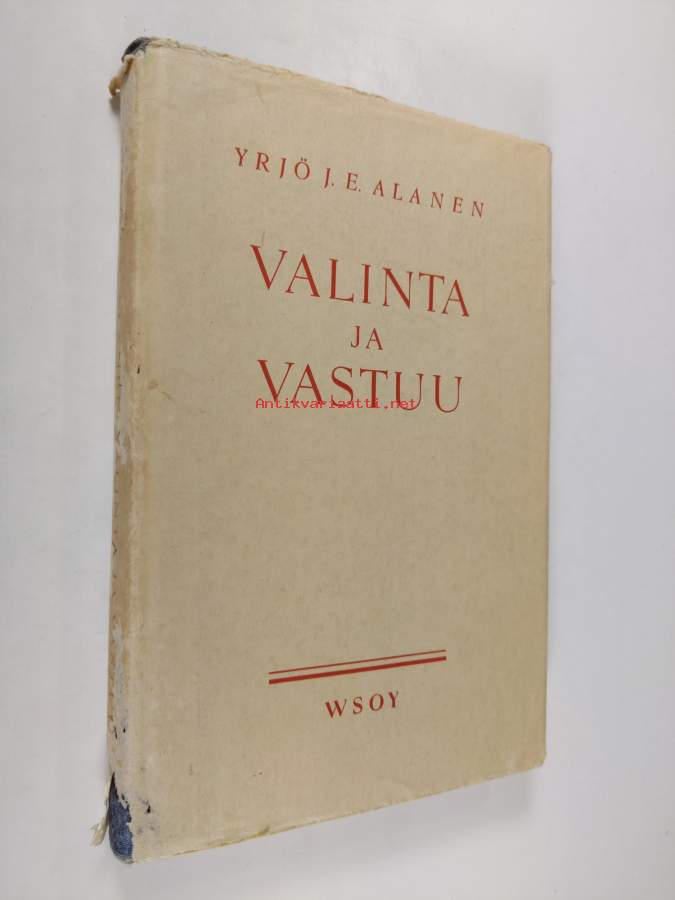 YRJÖ J. E. ALANEN
VALINTA
JA
VASTUU
Antikvariaatti.net
WSOY